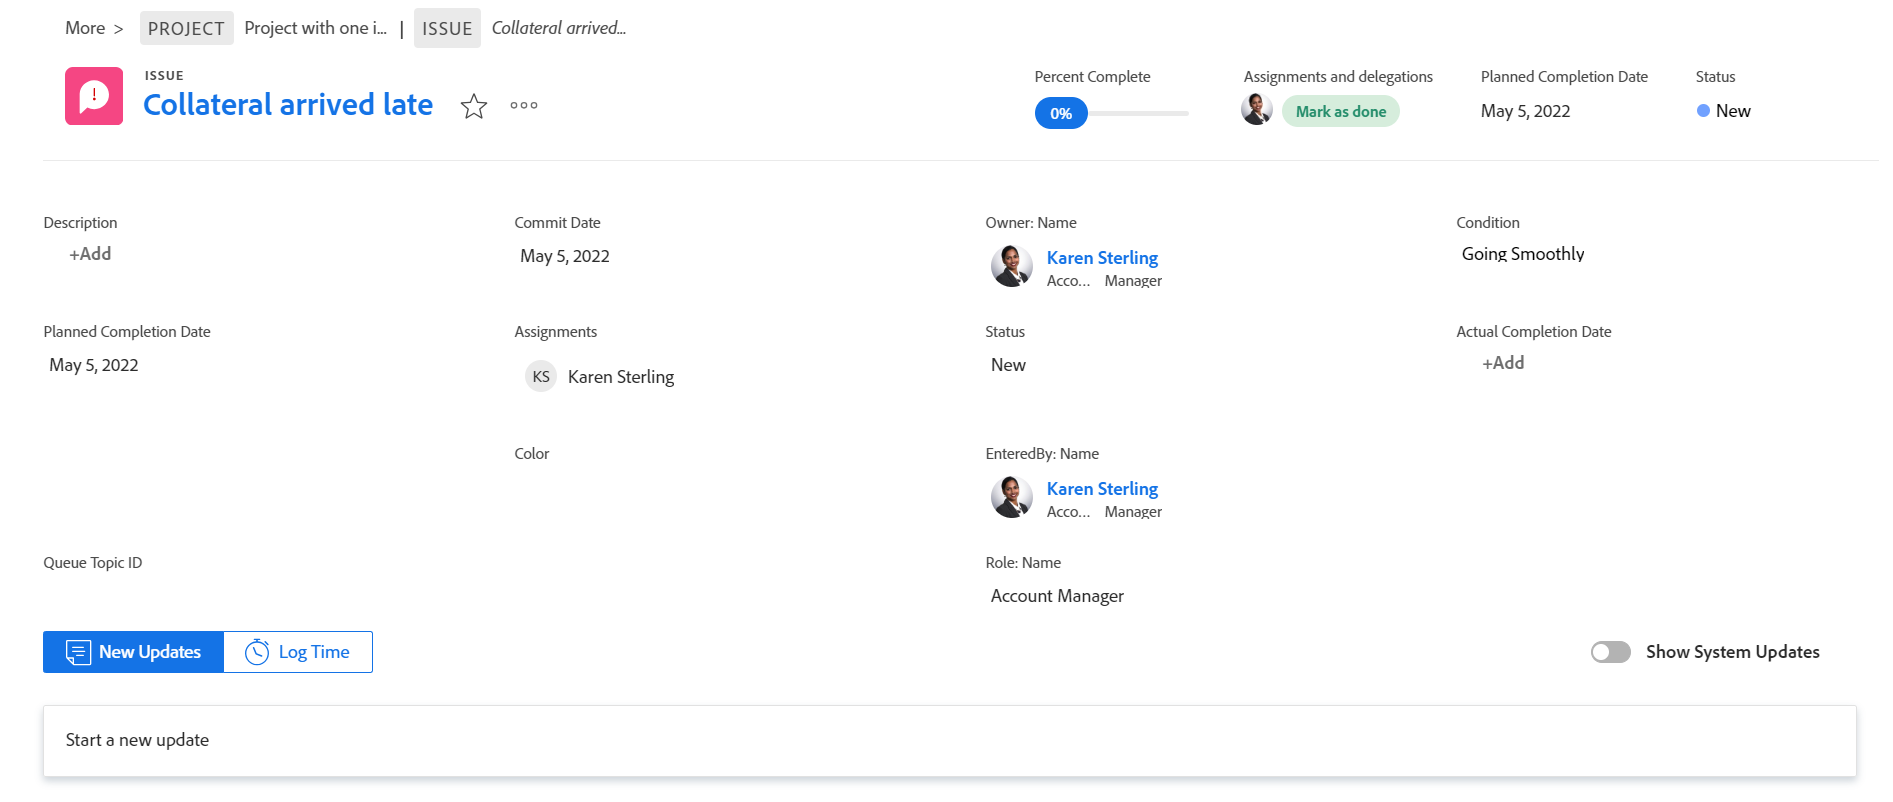 More > PROJECT Project with one i... | ISSUE Collateral arrived...
ISSUE
Collateral arrived late
Percent Complete
0%
Assignments and delegations
Mark as done
Planned Completion Date
May 5, 2022
Status
New
Description
+Add
Commit Date
May 5, 2022
Owner: Name
Karen Sterling
Acco... Manager
Condition
Going Smoothly
Planned Completion Date
May 5, 2022
Assignments
KS Karen Sterling
Status
New
Actual Completion Date
+Add
Color
EnteredBy: Name
Karen Sterling
Acco... Manager
Queue Topic ID
Role: Name
Account Manager
New Updates
Log Time
Show System Updates
Start a new update